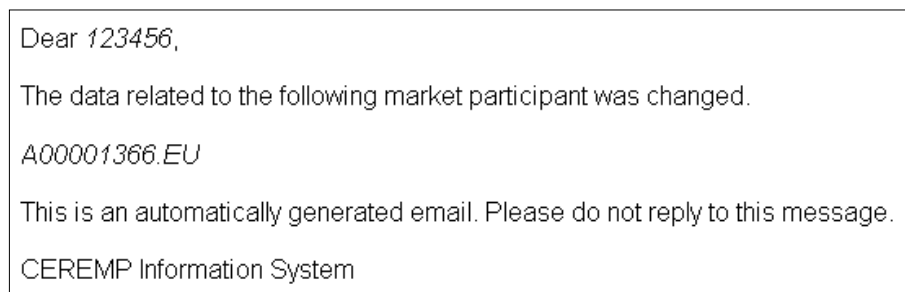 Dear 123456,
The data related to the following market participant was changed.
A00001366.EU
This is an automatically generated email. Please do not reply to this message.
CEREMP Information System